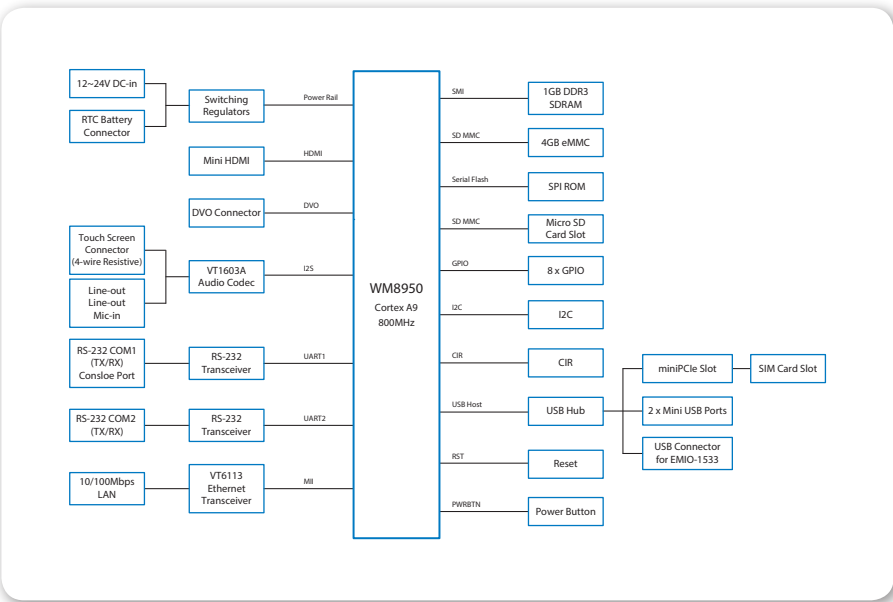 12~24V DC-in
RTC Battery
Connector
Switching
Regulators
Power Rail
Mini HDMI
HDMI
DVO Connector
DVO
Touch Screen
Connector
(4-wire Resistive)
Line-out
Line-out
Mic-in
VT1603A
Audio Codec
I2S
RS-232 COM1
(TX/RX)
Consloe Port
RS-232
Transceiver
UART1
RS-232 COM2
(TX/RX)
RS-232
Transceiver
UART2
10/100Mbps
LAN
VT6113
Ethernet
Transceiver
MII
WM8950
Cortex A9
800MHz
SMI
1GB DDR3
SDRAM
SD MMC
4GB eMMC
Serial Flash
SPI ROM
SD MMC
Micro SD
Card Slot
GPIO
8 x GPIO
I2C
I2C
CIR
CIR
USB Host
USB Hub
miniPCIe Slot
SIM Card Slot
2 x Mini USB Ports
USB Connector
for EMIO-1533
RST
Reset
PWRBTN
Power Button